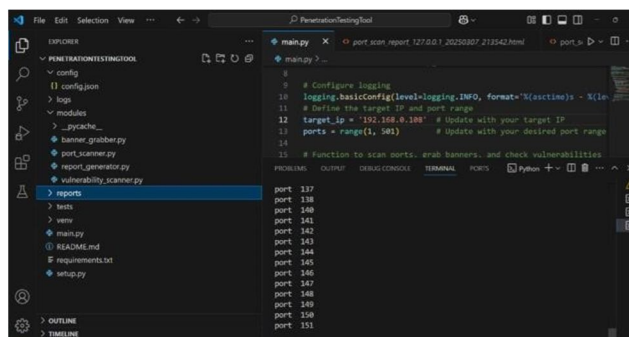 File Edit Selection View ... PenetrationTestingTool
EXPLORER ...
PENETRATIONTESTINGTOOL
config
{} config.json
logs
modules
__pycache__
banner_grabber.py
port_scanner.py
report_generator.py
vulnerability_scanner.py
reports
tests
venv
main.py
README.md
requirements.txt
setup.py
OUTLINE
TIMELINE
main.py X port_scan_report_127.0.0.1_20250307_213542.html port_s
main.py > ...
8
9 # Configure logging
10 logging.basicConfig(level=logging.INFO, format='%(asctime)s - %(le
11 # Define the target IP and port range
12 target_ip = '192.168.0.108' # Update with your target IP
13 ports = range(1, 501) # Update with your desired port range
14
15 # Function to scan ports, grab banners, and check vulnerabilities
PROBLEMS OUTPUT DEBUG CONSOLE TERMINAL PORTS Python
port 137
port 138
port 140
port 141
port 142
port 143
port 144
port 145
port 146
port 147
port 148
port 149
port 150
port 151